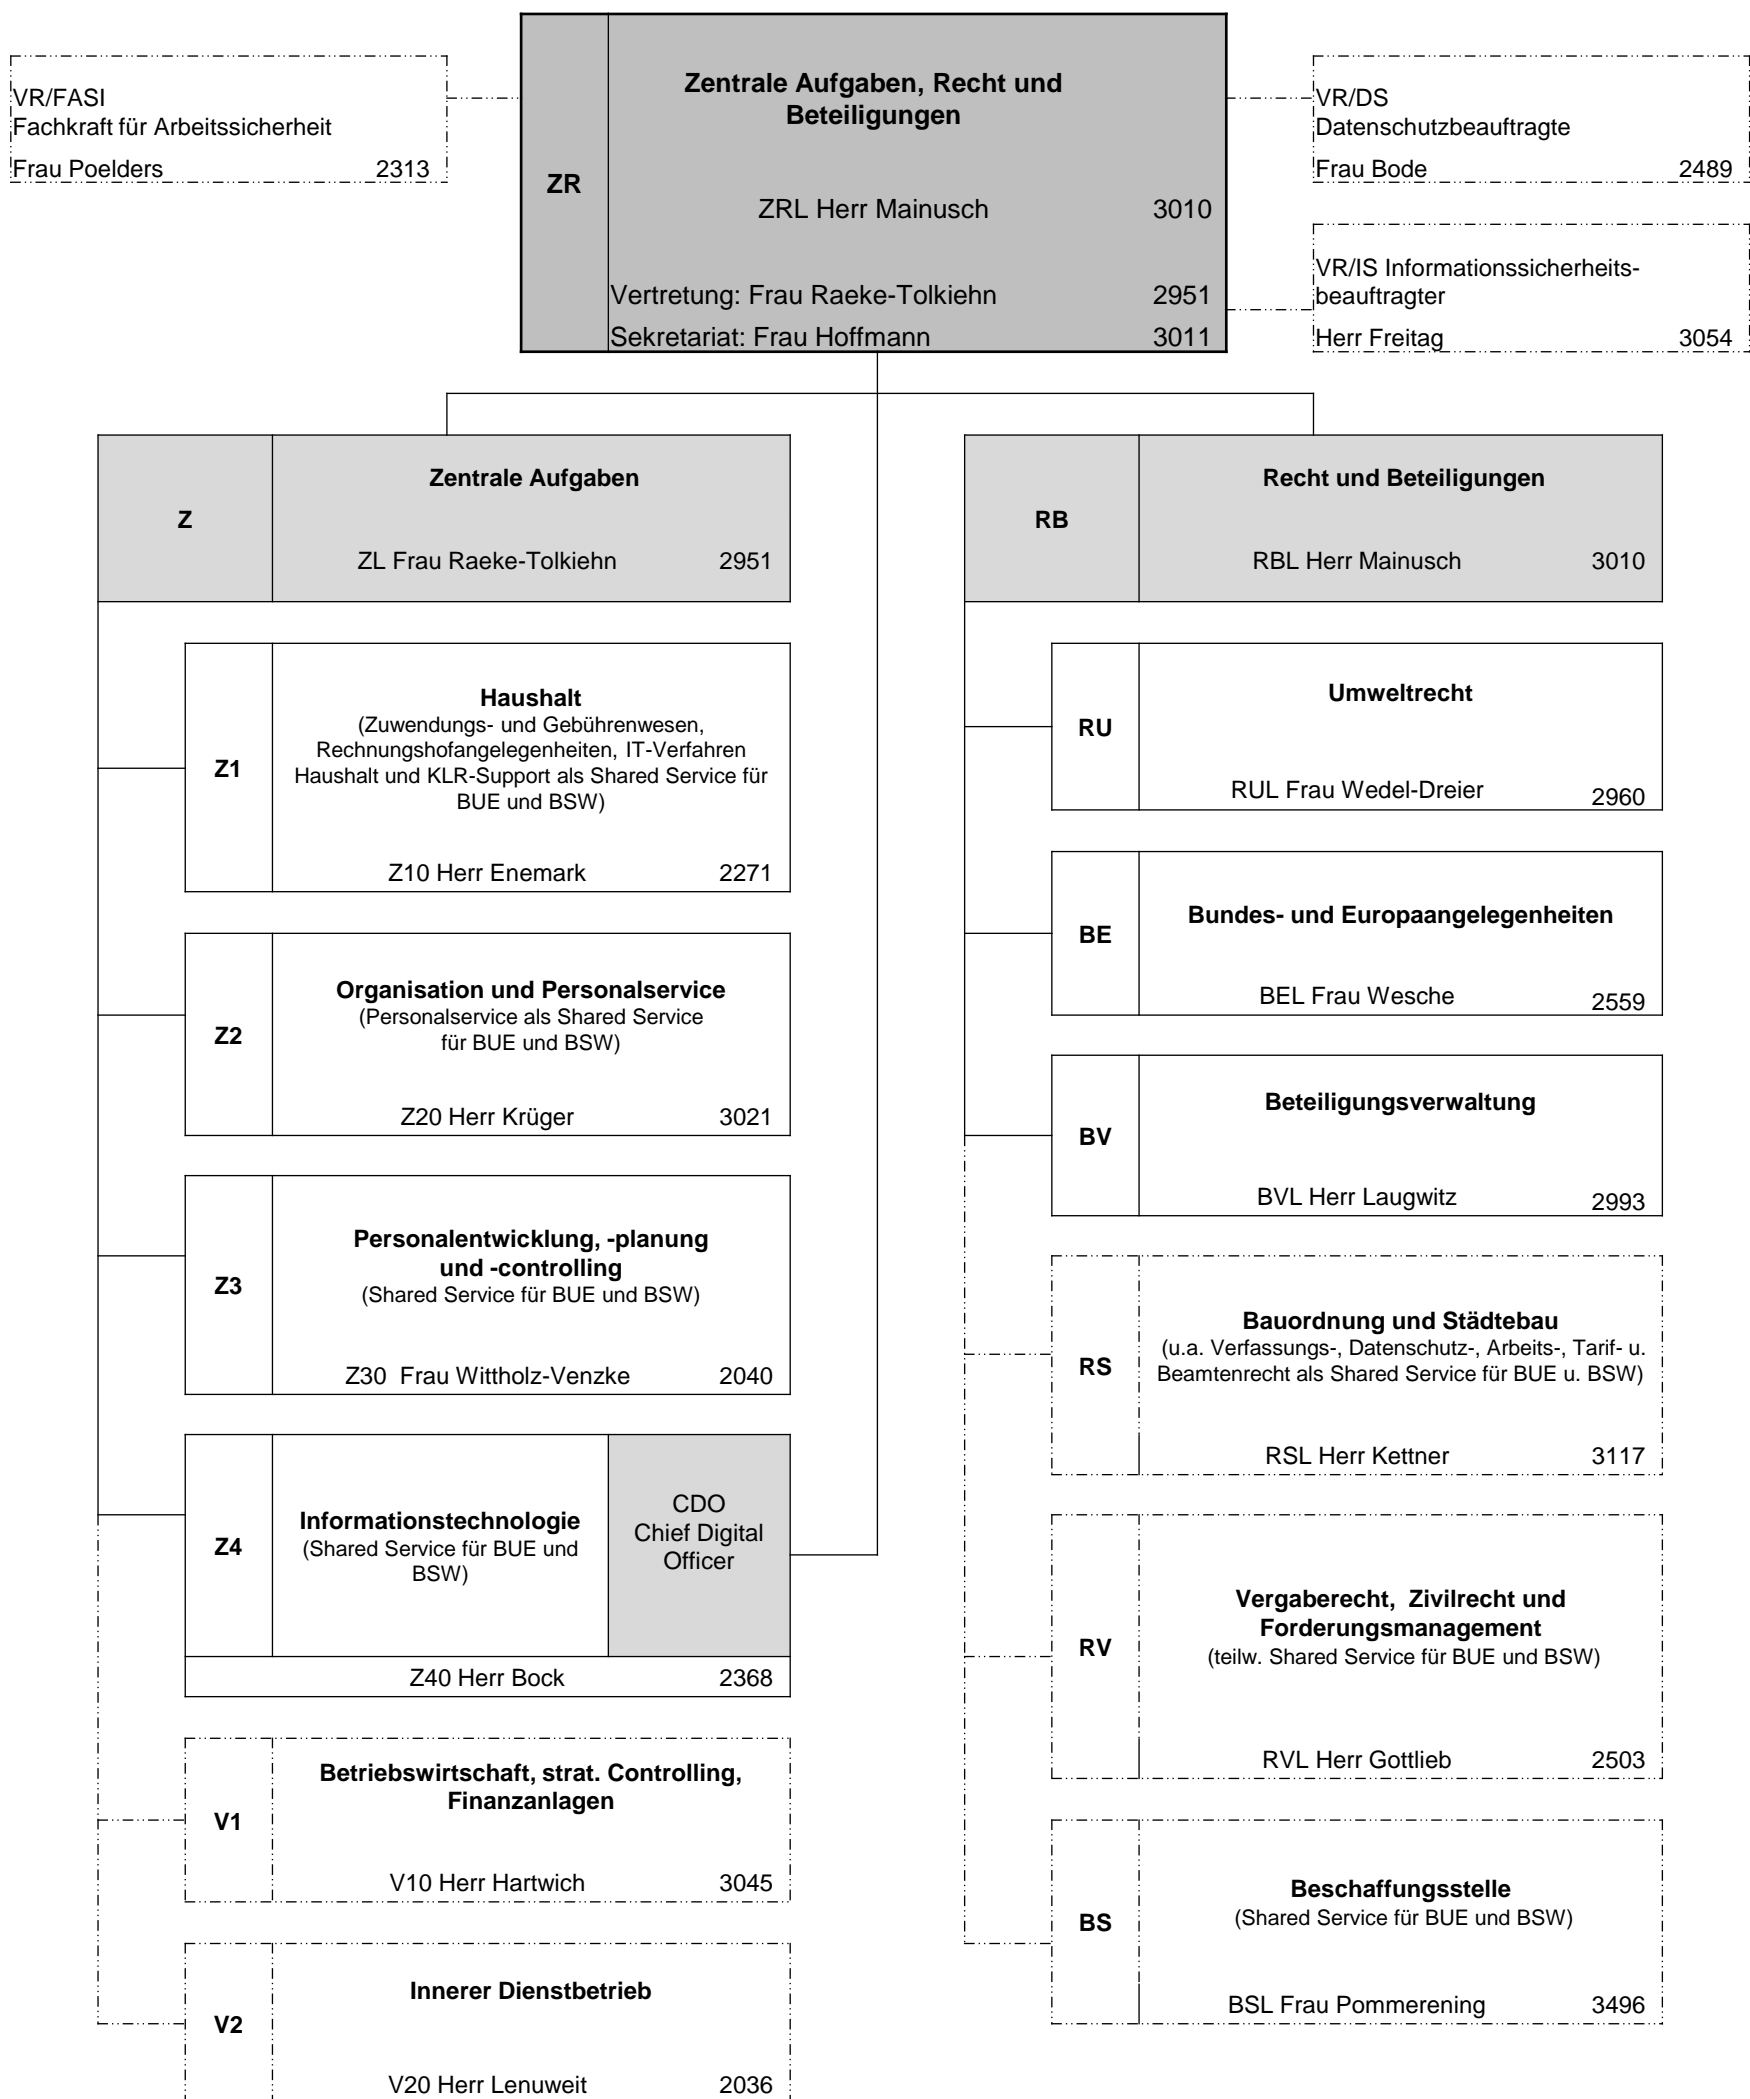 VR/FASI
Fachkraft für Arbeitssicherheit
Frau Poelders 2313
ZR
Zentrale Aufgaben, Recht und
Beteiligungen
ZRL Herr Mainusch 3010
Vertretung: Frau Raeke-Tolkiehn 2951
Sekretariat: Frau Hoffmann 3011
VR/DS
Datenschutzbeauftragte
Frau Bode 2489
VR/IS Informationssicherheits-
beauftragter
Herr Freitag 3054
Z
Zentrale Aufgaben
ZL Frau Raeke-Tolkiehn 2951
Z1
Haushalt
(Zuwendungs- und Gebührenwesen,
Rechnungshofangelegenheiten, IT-Verfahren
Haushalt und KLR-Support als Shared Service für
BUE und BSW)
Z10 Herr Enemark 2271
Z2
Organisation und Personalservice
(Personalservice als Shared Service
für BUE und BSW)
Z20 Herr Krüger 3021
Z3
Personalentwicklung, -planung
und -controlling
(Shared Service für BUE und BSW)
Z30 Frau Wittholz-Venzke 2040
Z4
Informationstechnologie
(Shared Service für BUE und
BSW)
CDO
Chief Digital
Officer
Z40 Herr Bock 2368
V1
Betriebswirtschaft, strat. Controlling,
Finanzanlagen
V10 Herr Hartwich 3045
V2
Innerer Dienstbetrieb
V20 Herr Lenuweit 2036
RB
Recht und Beteiligungen
RBL Herr Mainusch 3010
RU
Umweltrecht
RUL Frau Wedel-Dreier 2960
BE
Bundes- und Europaangelegenheiten
BEL Frau Wesche 2559
BV
Beteiligungsverwaltung
BVL Herr Laugwitz 2993
RS
Bauordnung und Städtebau
(u.a. Verfassungs-, Datenschutz-, Arbeits-, Tarif- u.
Beamtenrecht als Shared Service für BUE u. BSW)
RSL Herr Kettner 3117
RV
Vergaberecht, Zivilrecht und
Forderungsmanagement
(teilw. Shared Service für BUE und BSW)
RVL Herr Gottlieb 2503
BS
Beschaffungsstelle
(Shared Service für BUE und BSW)
BSL Frau Pommerening 3496